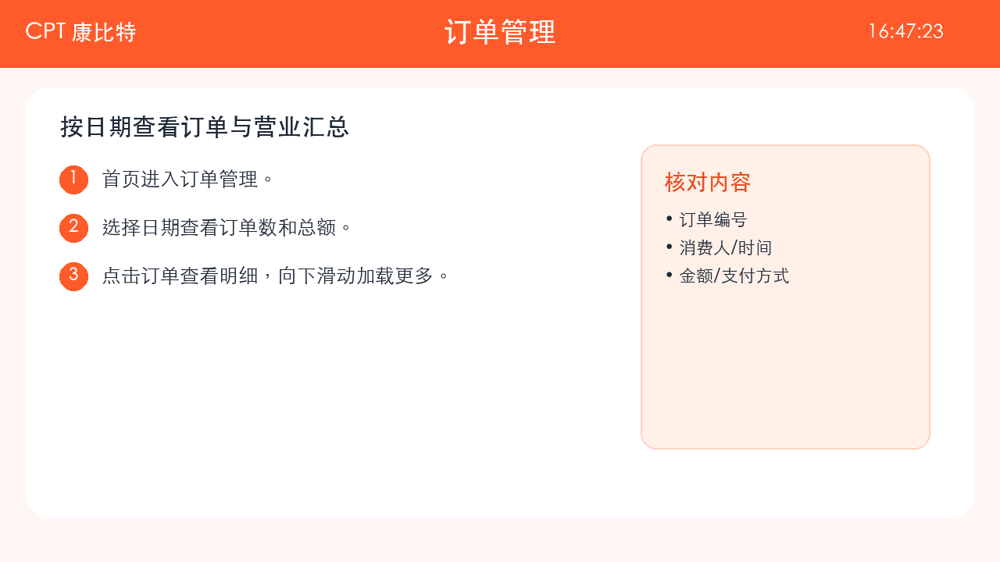 CPT 康比特
订单管理
16:47:23
按日期查看订单与营业汇总
1 首页进入订单管理。
2 选择日期查看订单数和总额。
3 点击订单查看明细，向下滑动加载更多。
核对内容
• 订单编号
• 消费人/时间
• 金额/支付方式